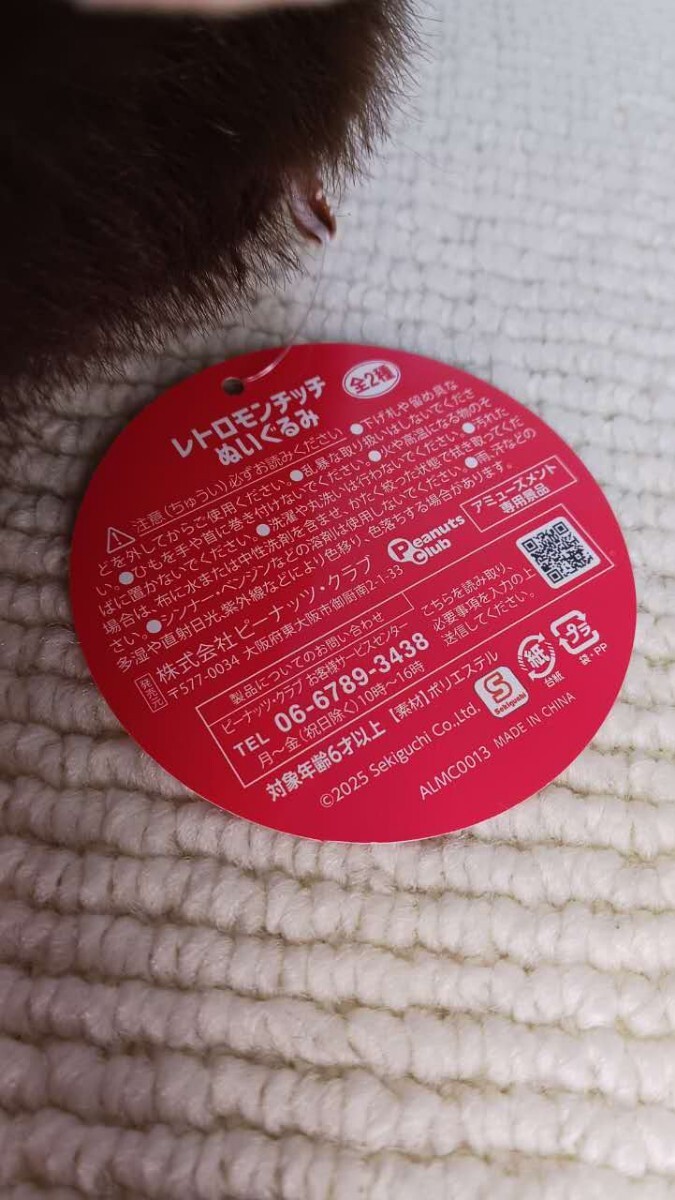 レトロモンチッチ
ぬいぐるみ
全2種
注意(ちゅうい)必ずお読みください ●下げ札や留め具な
どを外してからご使用ください。●乱暴な取り扱いはしないでくださ
い。●ひもを手や首に巻き付けないでください。●火や高温になる物のそ
ばに置かないでください。●洗濯や丸洗いは行わないでください。●汚れた
場合は、布に水または中性洗剤を含ませ、かたく絞った状態で拭き取ってくだ
さい。●シンナー・ベンジンなどの溶剤は使用しないでください。●雨、汗などの
多湿や直射日光、紫外線などにより色移り、色落ちする場合があります。
発売元
株式会社ピーナッツ・クラブ
〒577-0034 大阪府東大阪市御厨南2-1-33
Peanuts
Club
アミューズメント
専用景品
製品についてのお問い合わせ
ピーナッツ・クラブ お客様サービスセンター
TEL 06-6789-3438
月~金(祝日除く)10時~16時
こちらを読み取り、
必要事項を入力の上
送信してください。
対象年齢6才以上 【素材】ポリエステル
©2025 Sekiguchi Co.,Ltd
S
Sekiguchi
紙
台紙
プラ
袋・PP
ALMC0013 MADE IN CHINA